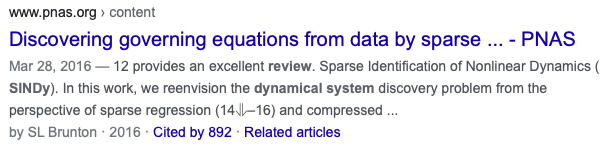 www.pnas.org › content
Discovering governing equations from data by sparse ... - PNAS
Mar 28, 2016 — 12 provides an excellent review. Sparse Identification of Nonlinear Dynamics (
SINDy). In this work, we reenvision the dynamical system discovery problem from the
perspective of sparse regression (14⇓–16) and compressed ...
by SL Brunton · 2016 · Cited by 892 · Related articles